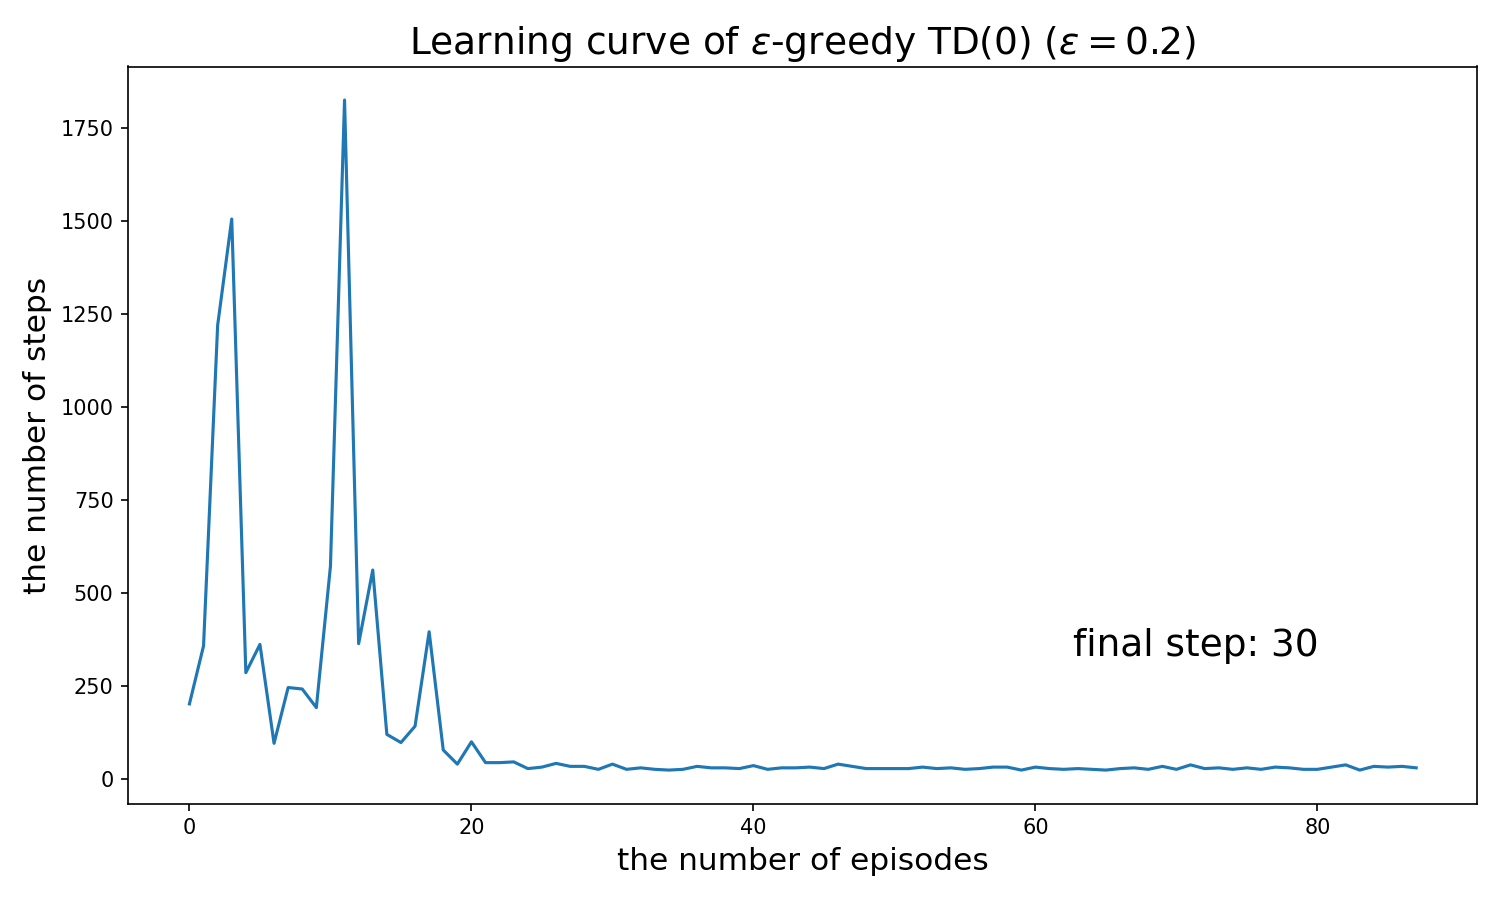 Learning curve of ε-greedy TD(0) (ε = 0.2)
the number of steps
1750
1500
1250
1000
750
500
250
0
final step: 30
0 20 40 60 80
the number of episodes